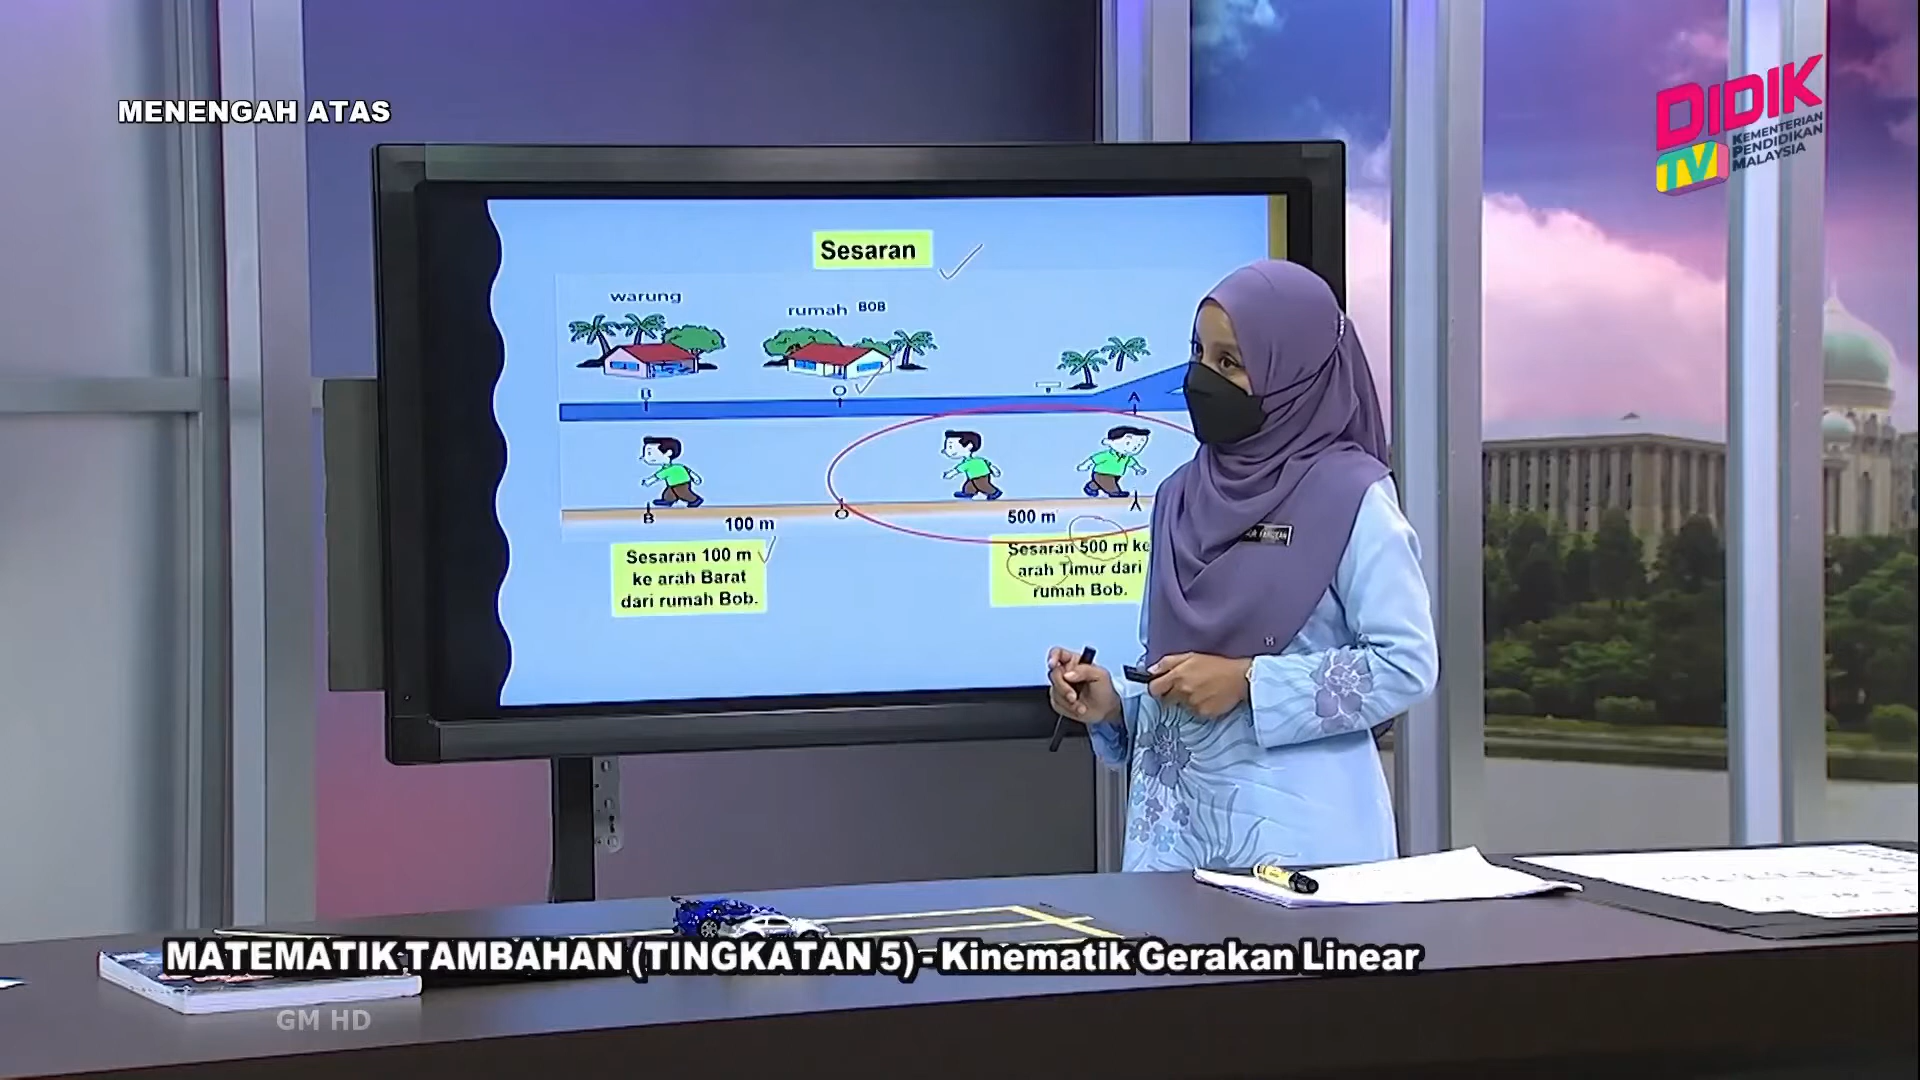 MENENGAH ATAS
DIDIK
TV
KEMENTERIAN
PENDIDIKAN
MALAYSIA
Sesaran
warung
rumah BOB
B
O
A
B
O
A
100 m
500 m
Sesaran 100 m
ke arah Barat
dari rumah Bob.
Sesaran 500 m ke
arah Timur dari
rumah Bob.
MATEMATIK TAMBAHAN (TINGKATAN 5) - Kinematik Gerakan Linear
GM HD